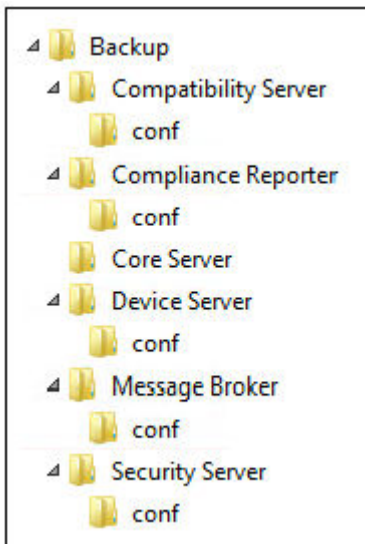 Backup
Compatibility Server
conf
Compliance Reporter
conf
Core Server
Device Server
conf
Message Broker
conf
Security Server
conf